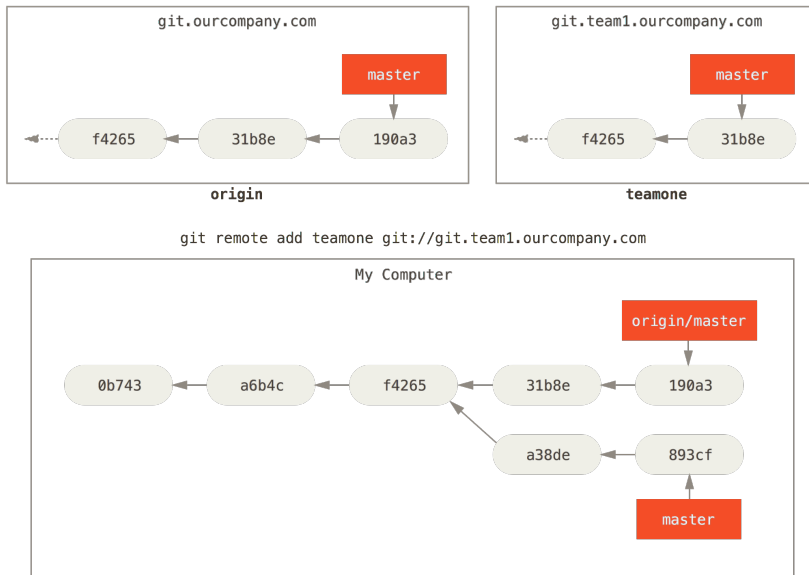 git.ourcompany.com
master
f4265 31b8e 190a3
origin
git.team1.ourcompany.com
master
f4265 31b8e
teamone
git remote add teamone git://git.team1.ourcompany.com
My Computer
origin/master
0b743 a6b4c f4265 31b8e 190a3
a38de 893cf
master